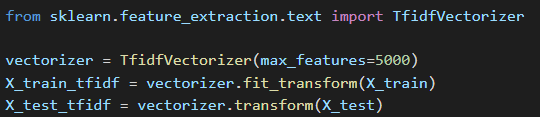 from sklearn.feature_extraction.text import TfidfVectorizer
vectorizer = TfidfVectorizer(max_features=5000)
X_train_tfidf = vectorizer.fit_transform(X_train)
X_test_tfidf = vectorizer.transform(X_test)